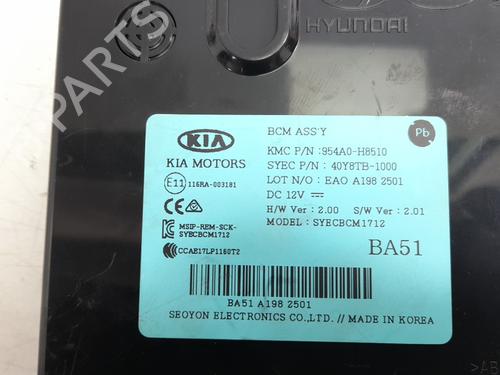 HYUNDAI
KIA
KIA MOTORS
E11 116RA-003181
MSIP-REM-SCK-
SYECBCM1712
CCAE17LP1160T2
BCM ASS'Y
KMC P/N :954A0-H8510
SYEC P/N : 40Y8TB-1000
LOT N/O : EAO A198 2501
DC 12V
H/W Ver : 2.00 S/W Ver : 2.01
MODEL : SYECBCM1712
Pb
BA51
BA51 A198 2501
SEOYON ELECTRONICS CO.,LTD. // MADE IN KOREA
B-PARTS